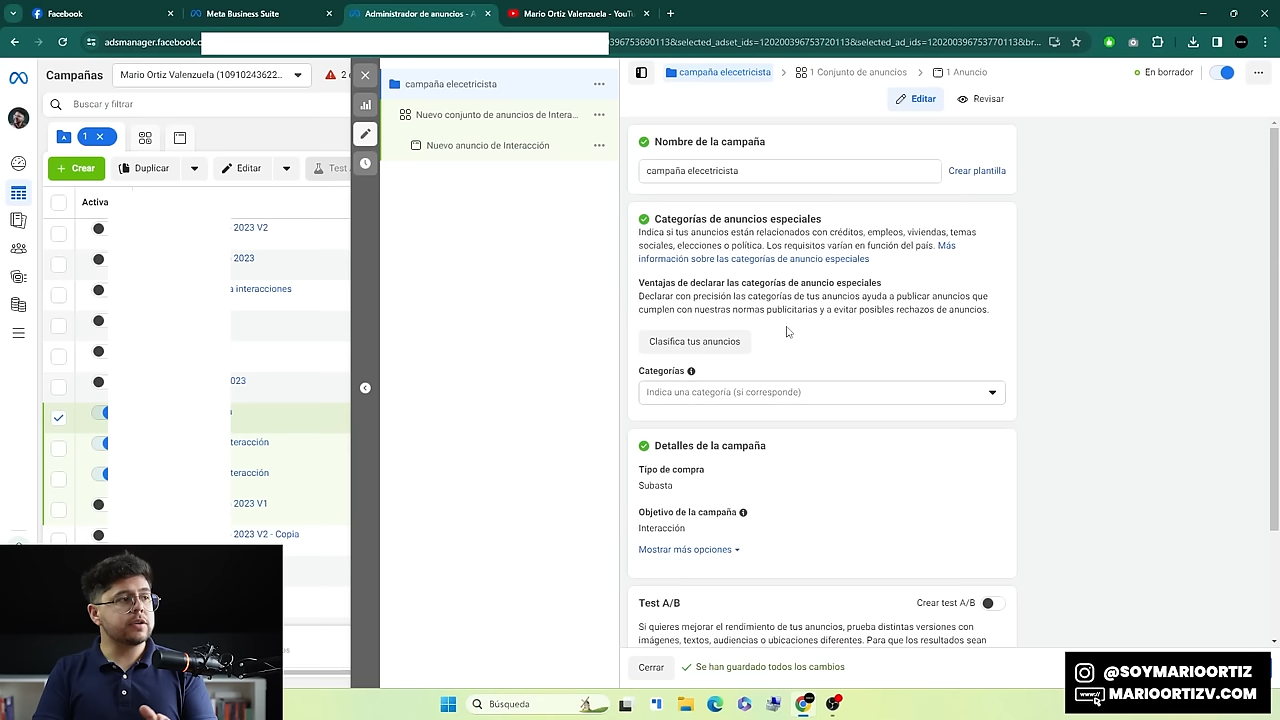 Facebook
Meta Business Suite
Administrador de anuncios - A
Mario Ortiz Valenzuela - YouTu
adsmanager.facebook.c
3967536901138&selected_adset_ids=120200396753720113&selected_ad_ids=120200396753770113&br...
Campañas
Mario Ortiz Valenzuela (10910243622...
2
Buscar y filtrar
1
Crear
Duplicar
Editar
Test
Activa
2023 V2
2023
a interacciones
023
teracción
teracción
2023 V1
2023 V2 - Copia
campaña elecetricista
Nuevo conjunto de anuncios de Intera...
Nuevo anuncio de Interacción
campaña elecetricista
1 Conjunto de anuncios
1 Anuncio
En borrador
Editar
Revisar
Nombre de la campaña
campaña elecetricista
Crear plantilla
Categorías de anuncios especiales
Indica si tus anuncios están relacionados con créditos, empleos, viviendas, temas
sociales, elecciones o política. Los requisitos varían en función del país. Más
información sobre las categorías de anuncio especiales
Ventajas de declarar las categorías de anuncio especiales
Declarar con precisión las categorías de tus anuncios ayuda a publicar anuncios que
cumplen con nuestras normas publicitarias y a evitar posibles rechazos de anuncios.
Clasifica tus anuncios
Categorías
Indica una categoría (si corresponde)
Detalles de la campaña
Tipo de compra
Subasta
Objetivo de la campaña
Interacción
Mostrar más opciones
Test A/B
Crear test A/B
Si quieres mejorar el rendimiento de tus anuncios, prueba distintas versiones con
imágenes, textos, audiencias o ubicaciones diferentes. Para que los resultados sean
Cerrar
Se han guardado todos los cambios
Búsqueda
@SOYMARIOORTIZ
www://
MARIOORTIZV.COM